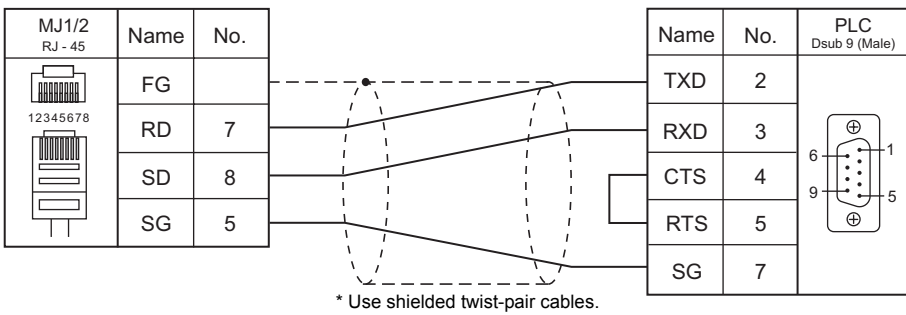 MJ1/2 Name No.
RJ - 45
FG
12345678
RD 7
SD 8
SG 5
Name No. PLC
Dsub 9 (Male)
TXD 2
RXD 3
CTS 4
RTS 5
SG 7
6 1
9 5
* Use shielded twist-pair cables.